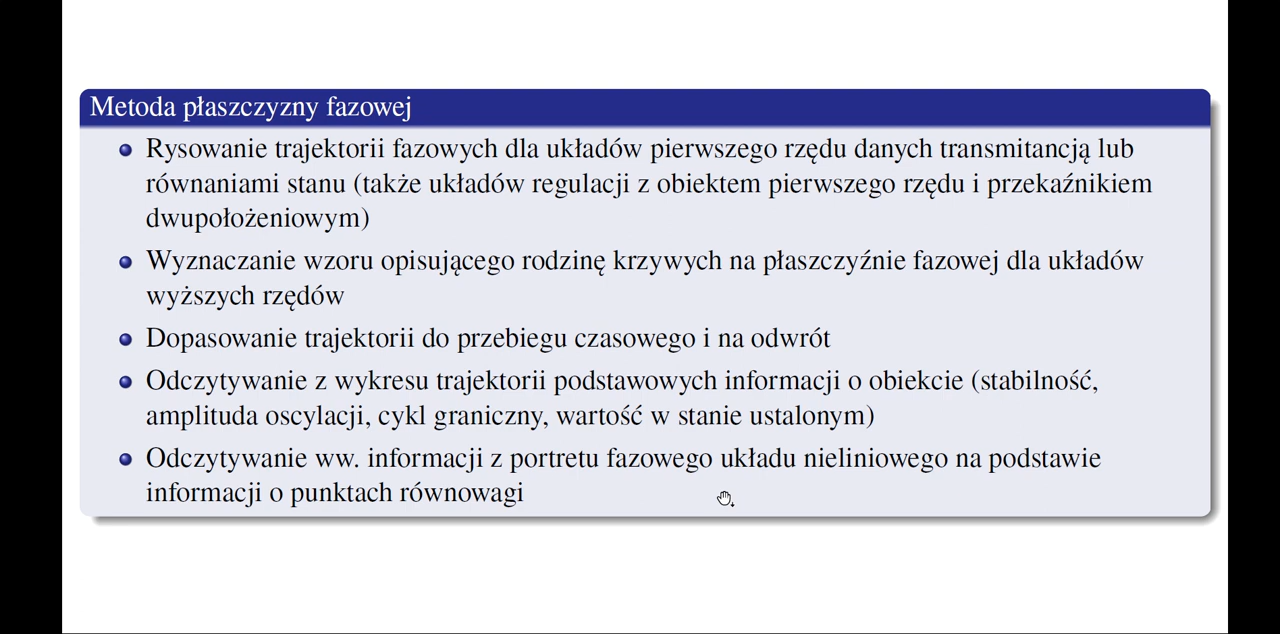 Metoda płaszczyzny fazowej
Rysowanie trajektorii fazowych dla układów pierwszego rzędu danych transmitancją lub
równaniami stanu (także układów regulacji z obiektem pierwszego rzędu i przekaźnikiem
dwupołożeniowym)
Wyznaczanie wzoru opisującego rodzinę krzywych na płaszczyźnie fazowej dla układów
wyższych rzędów
Dopasowanie trajektorii do przebiegu czasowego i na odwrót
Odczytywanie z wykresu trajektorii podstawowych informacji o obiekcie (stabilność,
amplituda oscylacji, cykl graniczny, wartość w stanie ustalonym)
Odczytywanie ww. informacji z portretu fazowego układu nieliniowego na podstawie
informacji o punktach równowagi